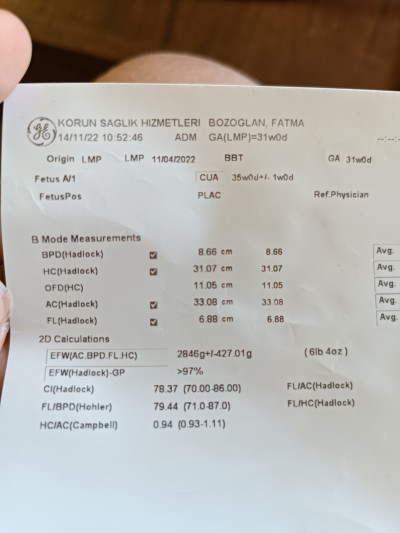 KORUN SAGLIK HIZMETLERI BOZOGLAN, FATMA
14/11/22 10:52:46 ADM GA(LMP)=31w0d --:--
Origin LMP LMP 11/04/2022 BBT GA 31w0d
Fetus A/1 CUA 35w0d+/- 1w0d
FetusPos PLAC Ref.Physician
B Mode Measurements
BPD(Hadlock) 8.66 cm 8.66 Avg.
HC(Hadlock) 31.07 cm 31.07 Avg.
OFD(HC) 11.05 cm 11.05 Avg.
AC(Hadlock) 33.08 cm 33.08 Avg.
FL(Hadlock) 6.88 cm 6.88 Avg.
2D Calculations
EFW(AC.BPD.FL.HC) 2846g+/-427.01g (6lb 4oz)
EFW(Hadlock)-GP >97%
CI(Hadlock) 78.37 (70.00-86.00) FL/AC(Hadlock)
FL/BPD(Hohler) 79.44 (71.0-87.0) FL/HC(Hadlock)
HC/AC(Campbell) 0.94 (0.93-1.11)